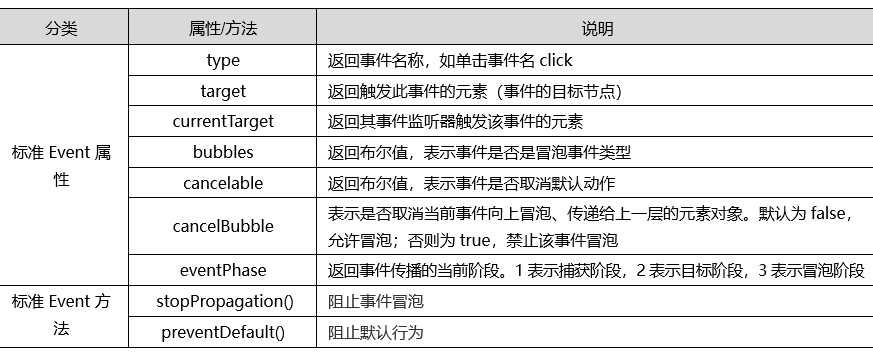 分类 属性/方法 说明
type 返回事件名称，如单击事件名 click
target 返回触发此事件的元素（事件的目标节点）
currentTarget 返回其事件监听器触发该事件的元素
标准 Event 属性 bubbles 返回布尔值，表示事件是否是冒泡事件类型
cancelable 返回布尔值，表示事件是否取消默认动作
cancelBubble 表示是否取消当前事件向上冒泡、传递给上一层的元素对象。默认为 false，
允许冒泡；否则为 true，禁止该事件冒泡
eventPhase 返回事件传播的当前阶段。1 表示捕获阶段，2 表示目标阶段，3 表示冒泡阶段
标准 Event 方法 stopPropagation() 阻止事件冒泡
preventDefault() 阻止默认行为